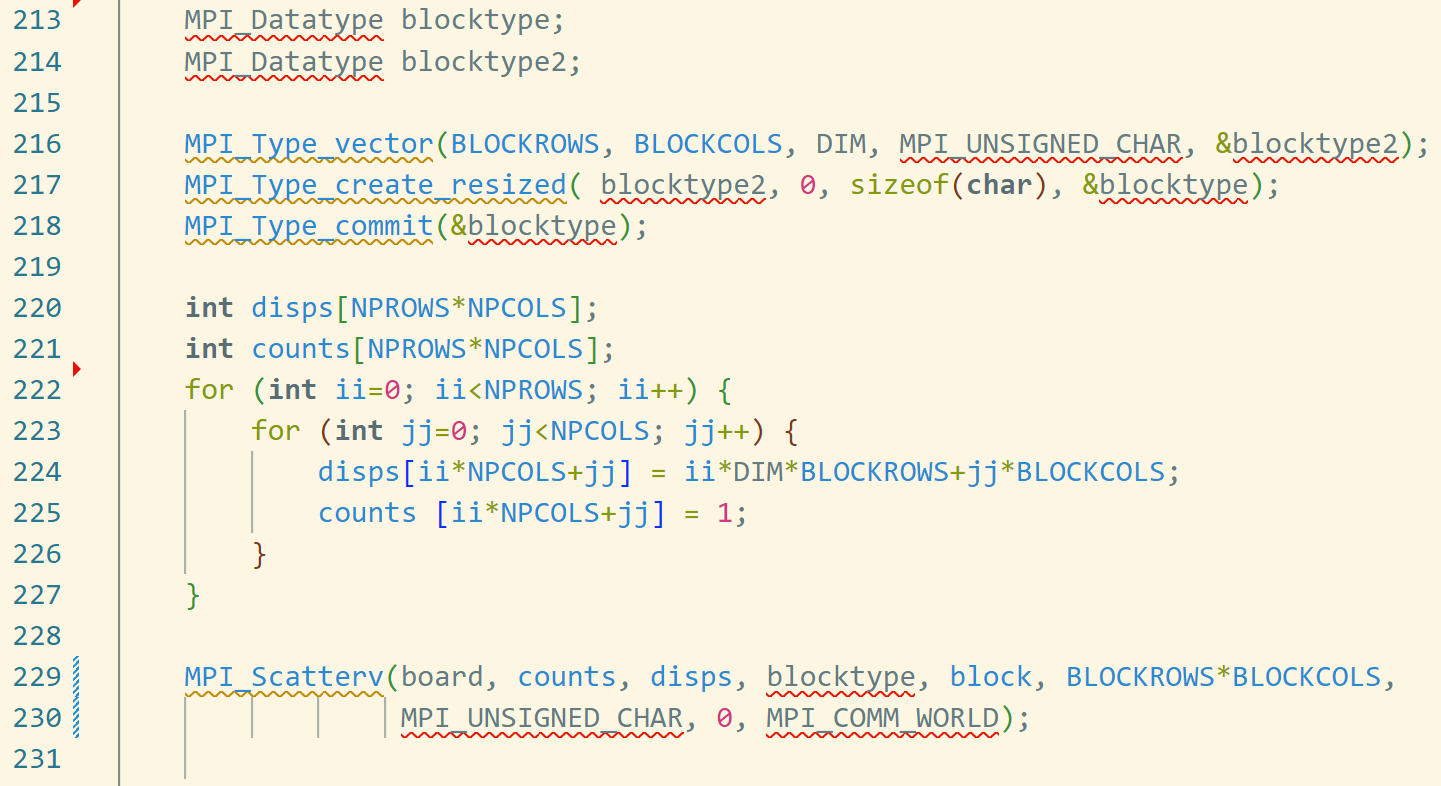 213 MPI_Datatype blocktype;
214 MPI_Datatype blocktype2;
215
216 MPI_Type_vector(BLOCKROWS, BLOCKCOLS, DIM, MPI_UNSIGNED_CHAR, &blocktype2);
217 MPI_Type_create_resized( blocktype2, 0, sizeof(char), &blocktype);
218 MPI_Type_commit(&blocktype);
219
220 int disps[NPROWS*NPCOLS];
221 int counts[NPROWS*NPCOLS];
222 for (int ii=0; ii<NPROWS; ii++) {
223     for (int jj=0; jj<NPCOLS; jj++) {
224         disps[ii*NPCOLS+jj] = ii*DIM*BLOCKROWS+jj*BLOCKCOLS;
225         counts [ii*NPCOLS+jj] = 1;
226     }
227 }
228
229 MPI_Scatterv(board, counts, disps, blocktype, block, BLOCKROWS*BLOCKCOLS,
230              MPI_UNSIGNED_CHAR, 0, MPI_COMM_WORLD);
231